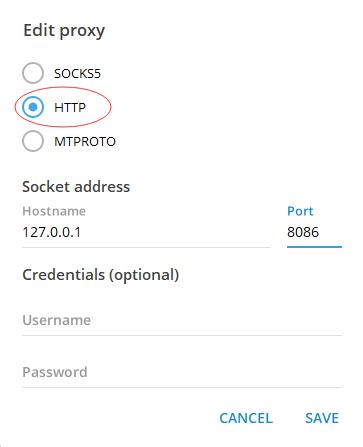 Edit proxy
SOCKS5
HTTP
MTPROTO
Socket address
Hostname Port
127.0.0.1 8086
Credentials (optional)
Username
Password
CANCEL SAVE